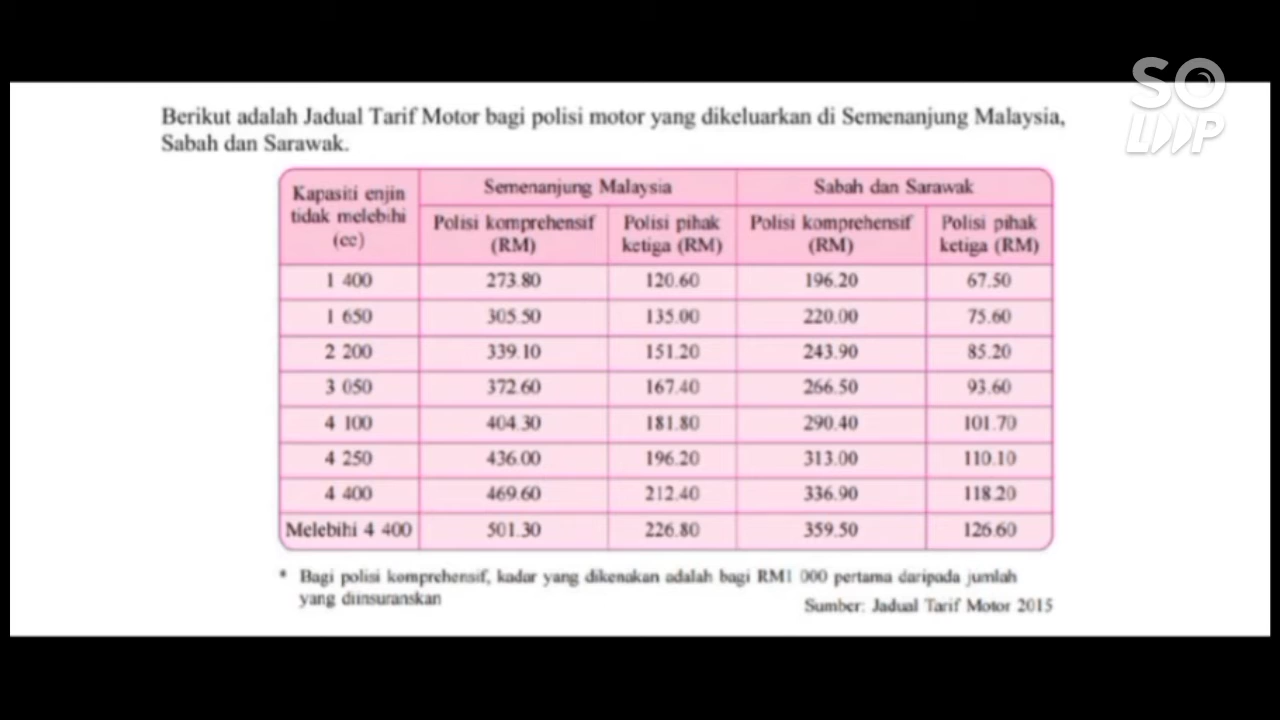 SO
LUUP
Berikut adalah Jadual Tarif Motor bagi polisi motor yang dikeluarkan di Semenanjung Malaysia,
Sabah dan Sarawak.
Kapasiti enjin tidak melebihi (cc) Semenanjung Malaysia Sabah dan Sarawak
Polisi komprehensif (RM) Polisi pihak ketiga (RM) Polisi komprehensif (RM) Polisi pihak ketiga (RM)
1 400 273.80 120.60 196.20 67.50
1 650 305.50 135.00 220.00 75.60
2 200 339.10 151.20 243.90 85.20
3 050 372.60 167.40 266.50 93.60
4 100 404.30 181.80 290.40 101.70
4 250 436.00 196.20 313.00 110.10
4 400 469.60 212.40 336.90 118.20
Melebihi 4 400 501.30 226.80 359.50 126.60
* Bagi polisi komprehensif, kadar yang dikenakan adalah bagi RM1 000 pertama daripada jumlah
yang diinsuranskan
Sumber: Jadual Tarif Motor 2015